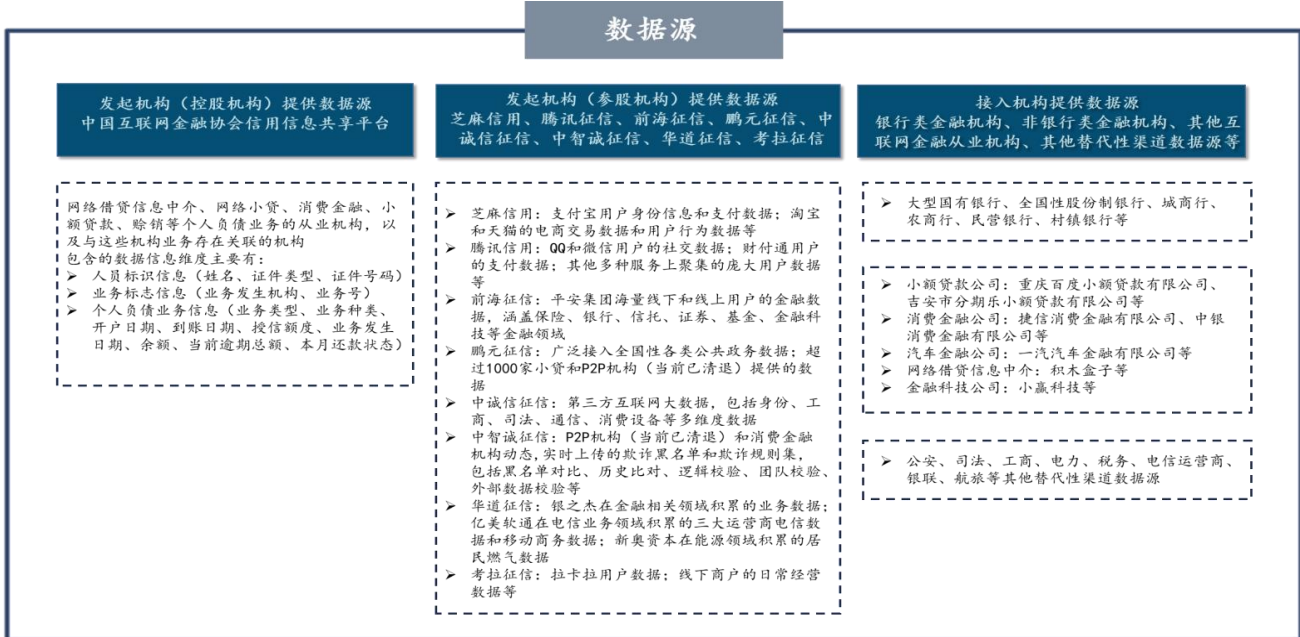 数据源
发起机构（控股机构）提供数据源
中国互联网金融协会信用信息共享平台
网络借贷信息中介、网络小贷、消费金融、小
额贷款、赊销等个人负债业务的从业机构，以
及与这些机构业务存在关联的机构
包含的数据信息维度主要有：
➢ 人员标识信息（姓名、证件类型、证件号码）
➢ 业务标志信息（业务发生机构、业务号）
➢ 个人负债业务信息（业务类型、业务种类、
开户日期、到账日期、授信额度、业务发生
日期、余额、当前逾期总额、本月还款状态）
发起机构（参股机构）提供数据源
芝麻信用、腾讯征信、前海征信、鹏元征信、中
诚信征信、中智诚征信、华道征信、考拉征信
➢ 芝麻信用：支付宝用户身份信息和支付数据；淘宝
和天猫的电商交易数据和用户行为数据等
➢ 腾讯信用：QQ和微信用户的社交数据；财付通用户
的支付数据；其他多种服务上聚集的庞大用户数据
等
➢ 前海征信：平安集团海量线下和线上用户的金融数
据，涵盖保险、银行、信托、证券、基金、金融科
技等金融领域
➢ 鹏元征信：广泛接入全国性各类公共政务数据；超
过1000家小贷和P2P机构（当前已清退）提供的数
据
➢ 中诚信征信：第三方互联网大数据，包括身份、工
商、司法、通信、消费设备等多维度数据
➢ 中智诚征信：P2P机构（当前已清退）和消费金融
机构动态,实时上传的欺诈黑名单和欺诈规则集，
包括黑名单对比、历史比对、逻辑校验、团队校验、
外部数据校验等
➢ 华道征信：银之杰在金融相关领域积累的业务数据；
亿美软通在电信业务领域积累的三大运营商电信数
据和移动商务数据；新奥资本在能源领域积累的居
民燃气数据
➢ 考拉征信：拉卡拉用户数据；线下商户的日常经营
数据等
接入机构提供数据源
银行类金融机构、非银行类金融机构、其他互
联网金融从业机构、其他替代性渠道数据源等
➢ 大型国有银行、全国性股份制银行、城商行、
农商行、民营银行、村镇银行等
➢ 小额贷款公司：重庆百度小额贷款有限公司、
吉安市分期乐小额贷款有限公司等
➢ 消费金融公司：捷信消费金融有限公司、中银
消费金融有限公司等
➢ 汽车金融公司：一汽汽车金融有限公司等
➢ 网络借贷信息中介：积木盒子等
➢ 金融科技公司：小赢科技等
➢ 公安、司法、工商、电力、税务、电信运营商、
银联、航旅等其他替代性渠道数据源